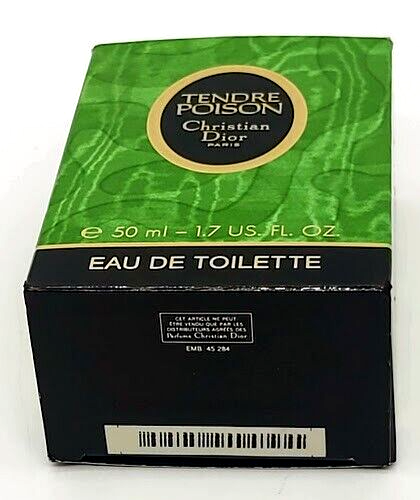 TENDRE
POISON
Christian
Dior
PARIS
e 50 ml – 1.7 US. FL. OZ.
EAU DE TOILETTE
CET ARTICLE NE PEUT
ÊTRE VENDU QUE PAR LES
DISTRIBUTEURS AGRÉÉS DES
Parfums Christian Dior
EMB 45 284